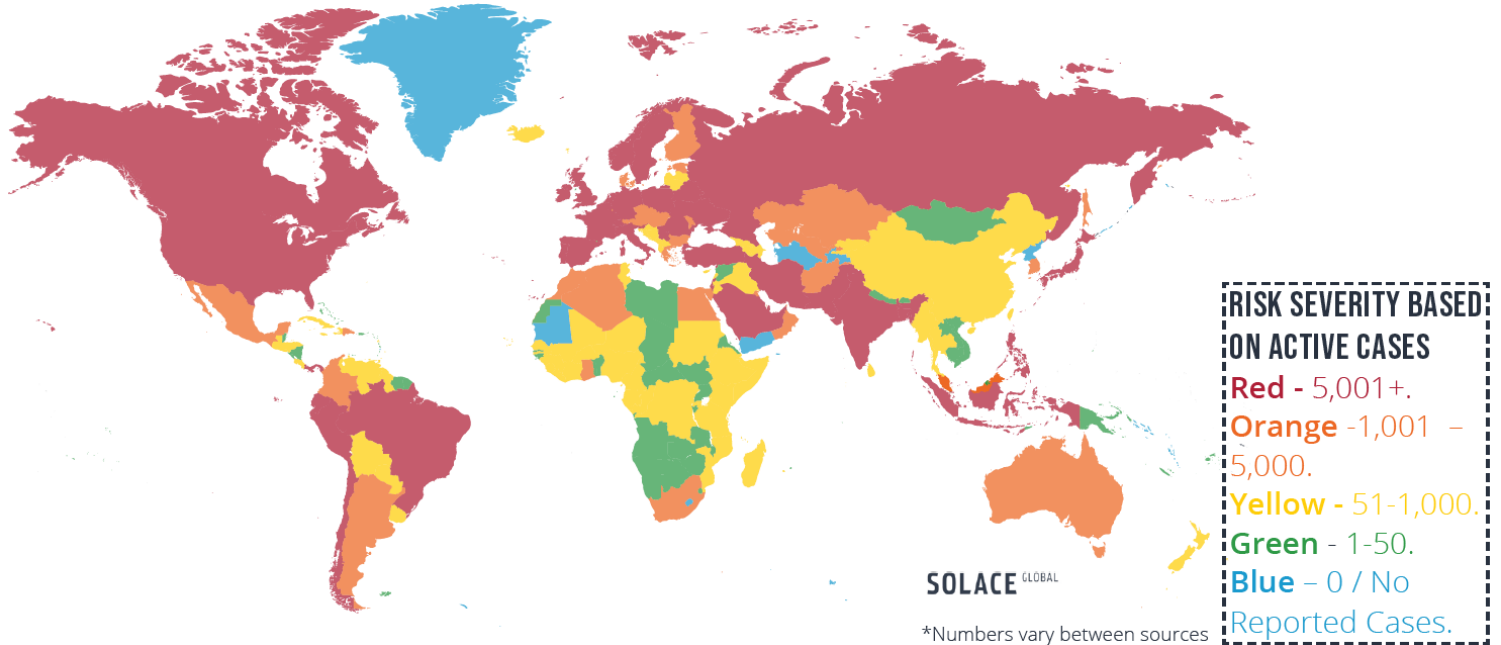 RISK SEVERITY BASED
ON ACTIVE CASES
Red - 5,001+.
Orange -1,001 –
5,000.
Yellow - 51-1,000.
Green - 1-50.
Blue – 0 / No
Reported Cases.
SOLACE GLOBAL
*Numbers vary between sources